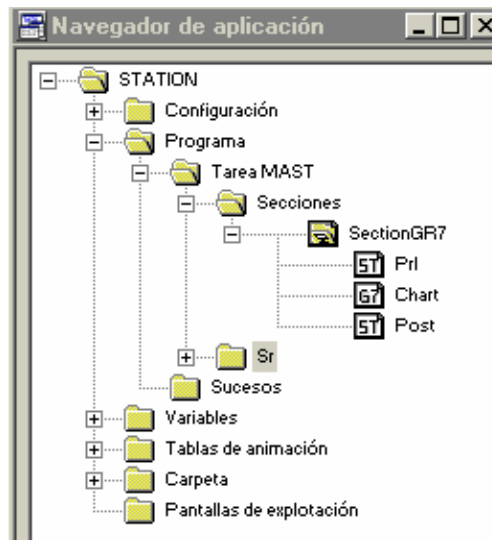 Navegador de aplicación
STATION
Configuración
Programa
Tarea MAST
Secciones
SectionGR7
ST Prl
G7 Chart
ST Post
Sr
Sucesos
Variables
Tablas de animación
Carpeta
Pantallas de explotación